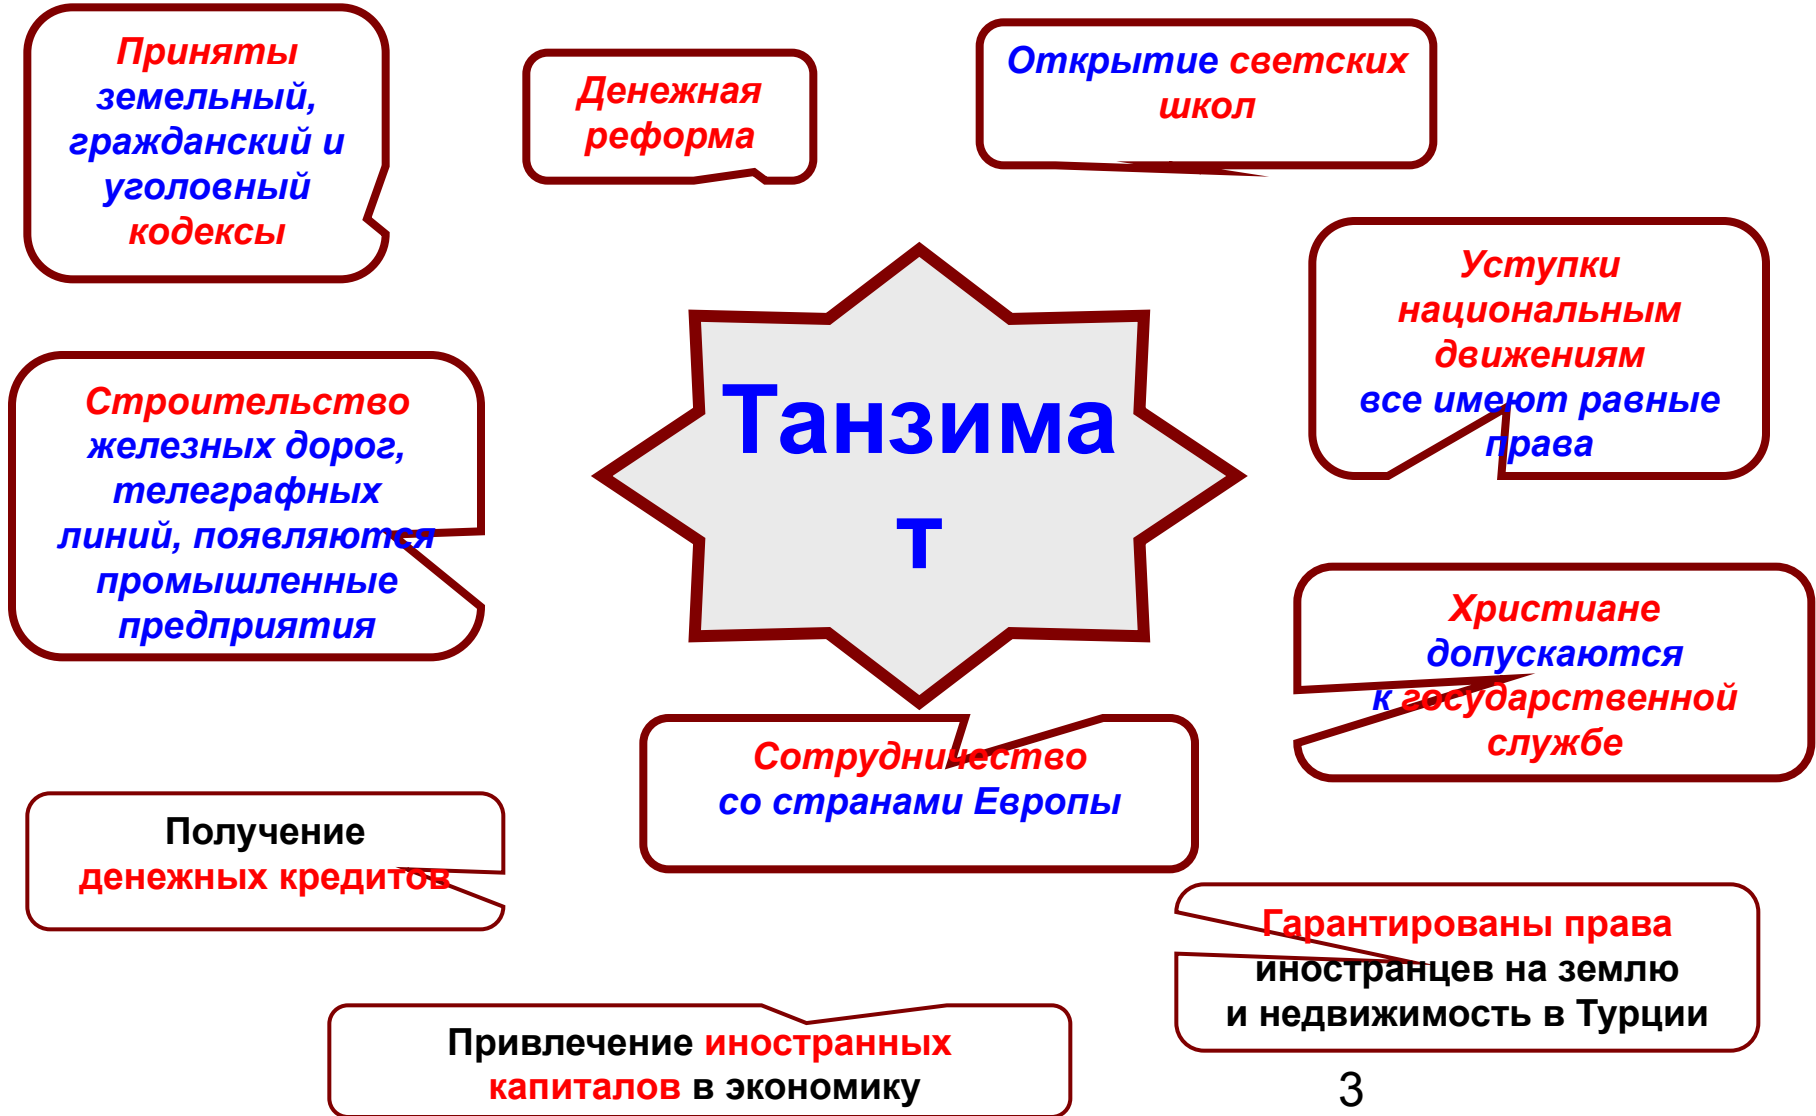 Приняты
земельный,
гражданский и
уголовный
кодексы
Денежная
реформа
Открытие светских
школ
Уступки
национальным
движениям
все имеют равные
права
Строительство
железных дорог,
телеграфных
линий, появляются
промышленные
предприятия
Танзима
т
Христиане
допускаются
к государственной
службе
Сотрудничество
со странами Европы
Получение
денежных кредитов
Гарантированы права
иностранцев на землю
и недвижимость в Турции
Привлечение иностранных
капиталов в экономику
3